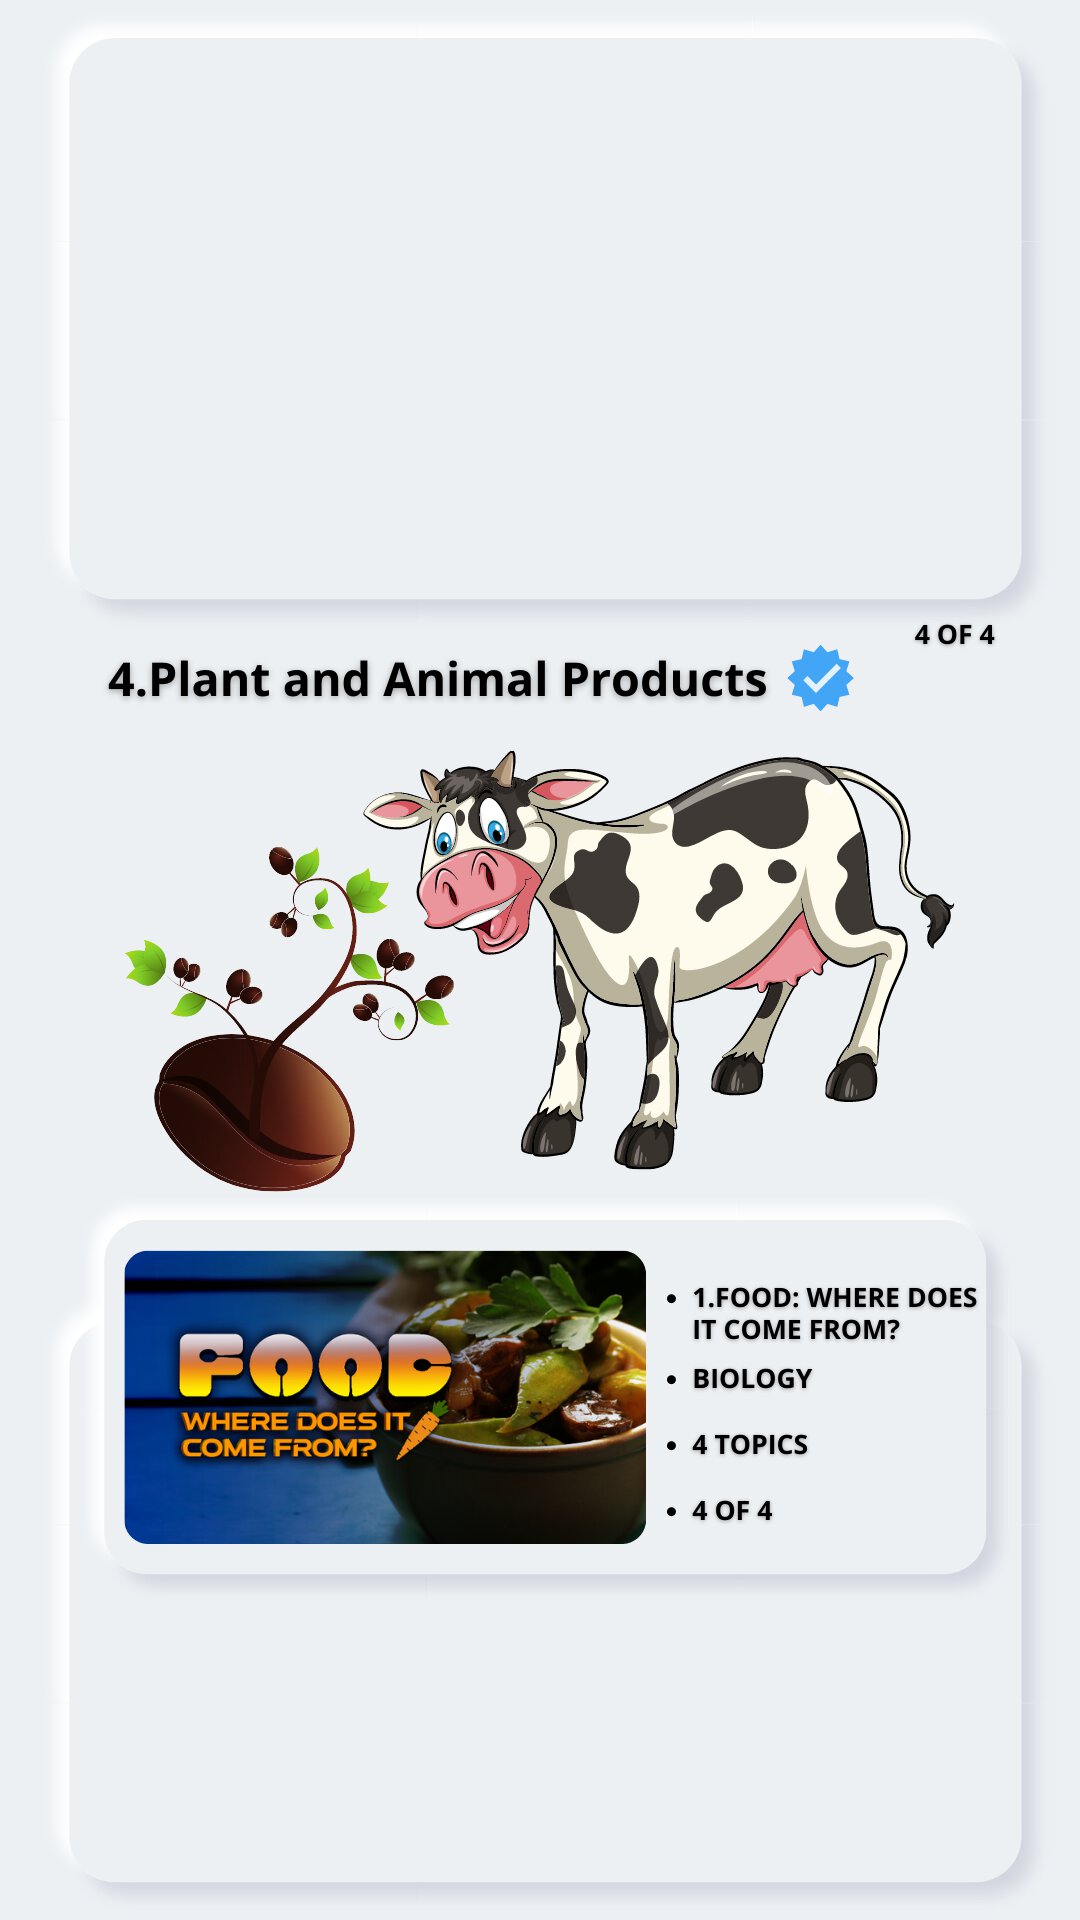 4 OF 4
4.Plant and Animal Products
FOOD
WHERE DOES IT
COME FROM?
1.FOOD: WHERE DOES
IT COME FROM?
BIOLOGY
4 TOPICS
4 OF 4